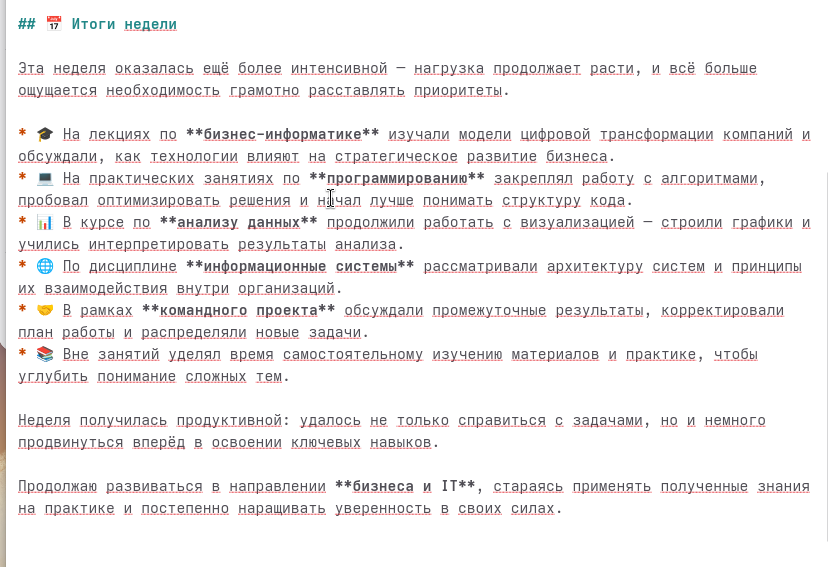 ## 📅 Итоги недели
Эта неделя оказалась ещё более интенсивной — нагрузка продолжает расти, и всё больше
ощущается необходимость грамотно расставлять приоритеты.
* 🎓 На лекциях по **бизнес-информатике** изучали модели цифровой трансформации компаний и
обсуждали, как технологии влияют на стратегическое развитие бизнеса.
* 💻 На практических занятиях по **программированию** закреплял работу с алгоритмами,
пробовал оптимизировать решения и начал лучше понимать структуру кода.
* 📊 В курсе по **анализу данных** продолжили работать с визуализацией — строили графики и
учились интерпретировать результаты анализа.
* 🌐 По дисциплине **информационные системы** рассматривали архитектуру систем и принципы
их взаимодействия внутри организаций.
* 🤝 В рамках **командного проекта** обсуждали промежуточные результаты, корректировали
план работы и распределяли новые задачи.
* 📚 Вне занятий уделял время самостоятельному изучению материалов и практике, чтобы
углубить понимание сложных тем.
Неделя получилась продуктивной: удалось не только справиться с задачами, но и немного
продвинуться вперёд в освоении ключевых навыков.
Продолжаю развиваться в направлении **бизнеса и IT**, стараясь применять полученные знания
на практике и постепенно наращивать уверенность в своих силах.